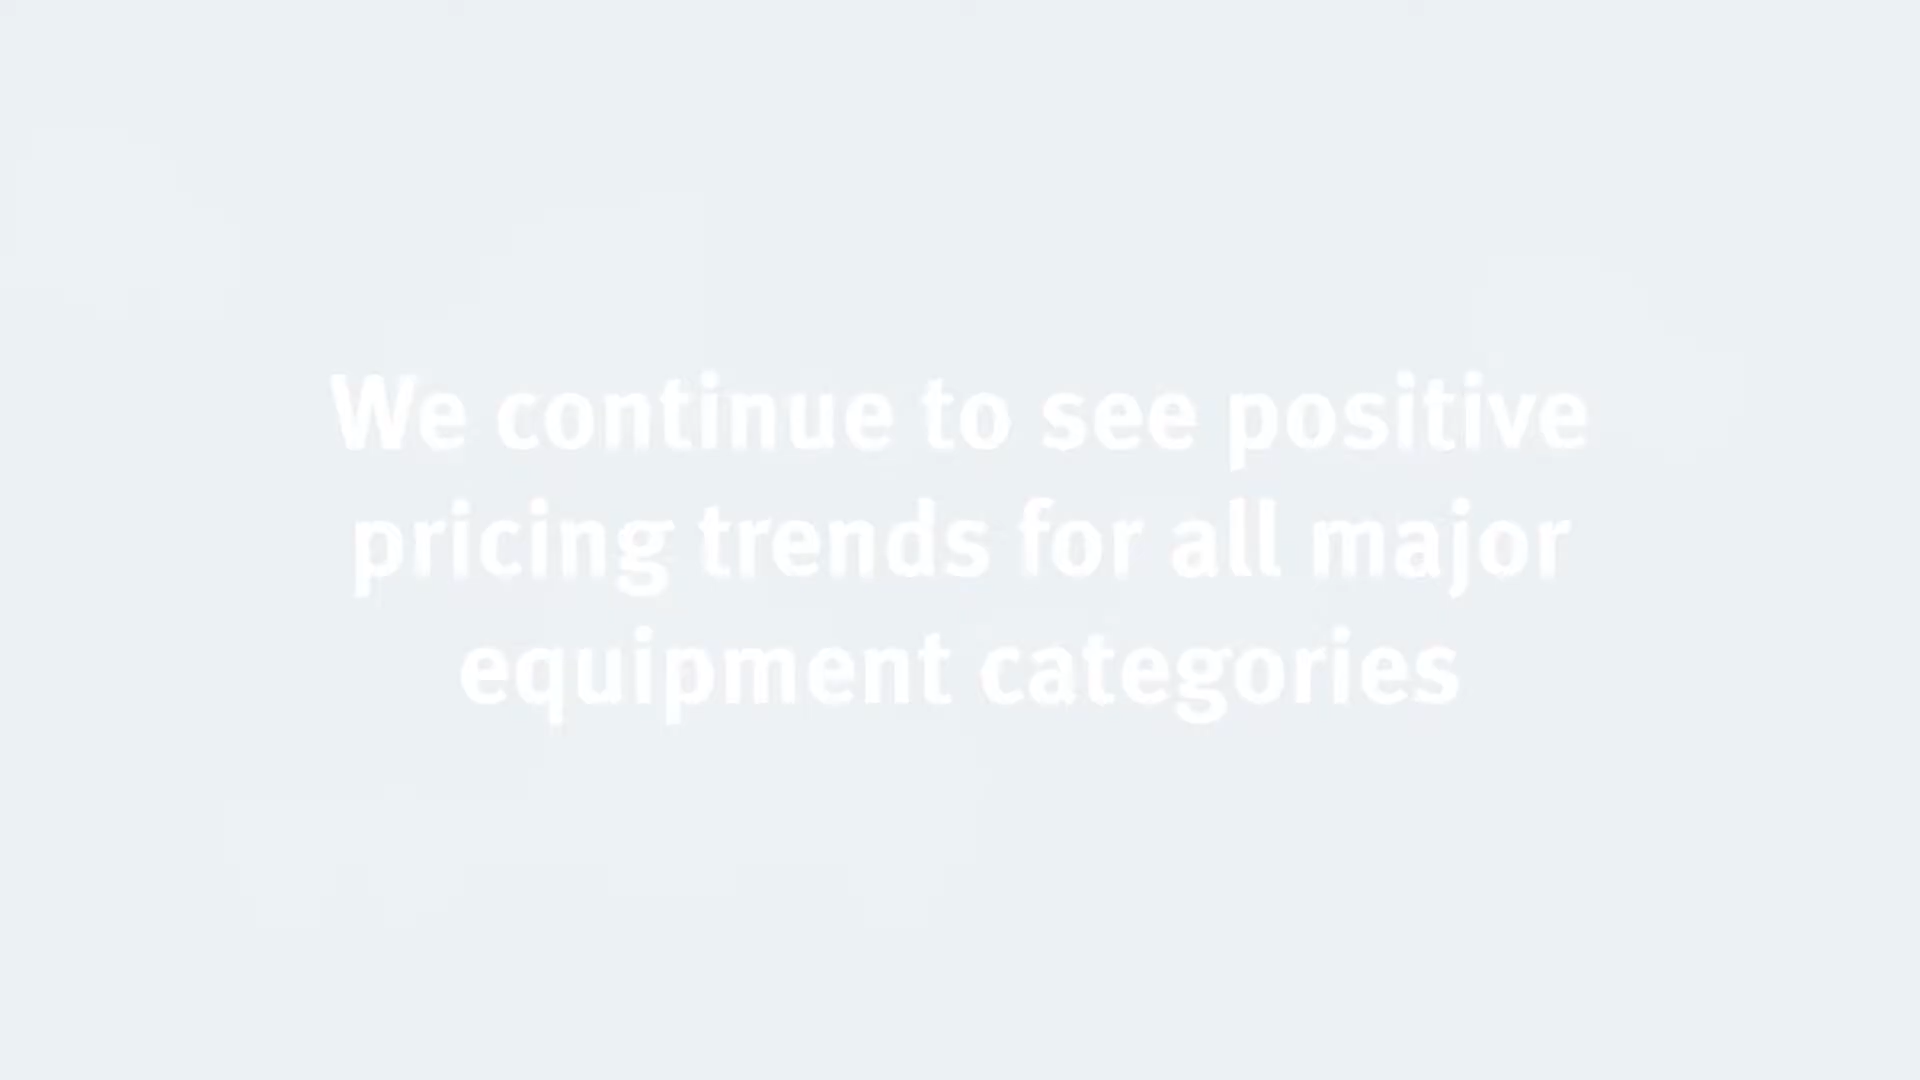 We continue to see positive
pricing trends for all major
equipment categories